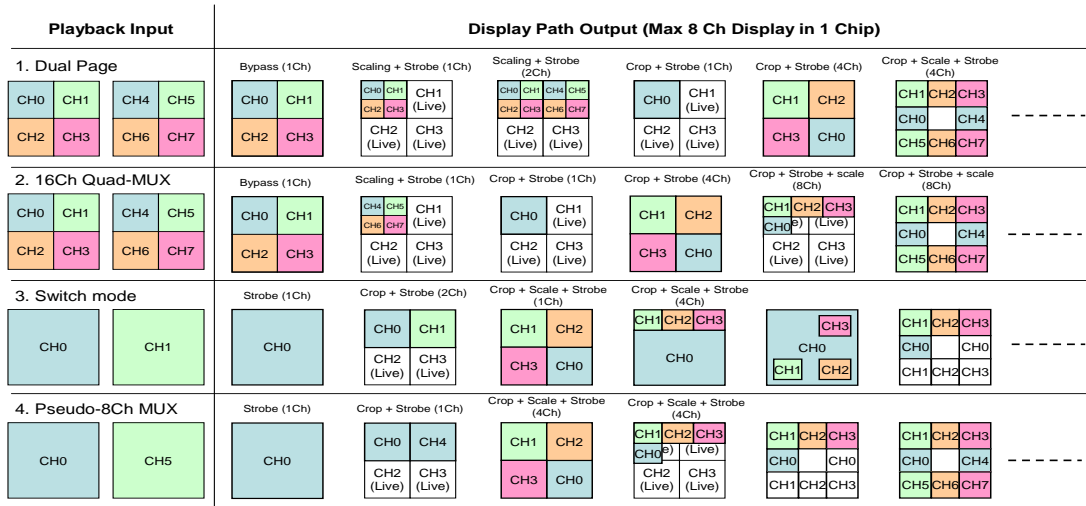 Playback Input
Display Path Output (Max 8 Ch Display in 1 Chip)
1. Dual Page
CH0 CH1
CH2 CH3
CH4 CH5
CH6 CH7
Bypass (1Ch)
CH0 CH1
CH2 CH3
Scaling + Strobe (1Ch)
CH0 CH1
CH2 CH3
CH1
(Live)
CH2 CH3
(Live) (Live)
Scaling + Strobe
(2Ch)
CH0 CH1 CH4 CH5
CH2 CH3 CH6 CH7
CH2 CH3
(Live) (Live)
Crop + Strobe (1Ch)
CH0 CH1
(Live)
CH2 CH3
(Live) (Live)
Crop + Strobe (4Ch)
CH1 CH2
CH3 CH0
Crop + Scale + Strobe
(4Ch)
CH1 CH2 CH3
CH0 CH4
CH5 CH6 CH7
2. 16Ch Quad-MUX
CH0 CH1
CH2 CH3
CH4 CH5
CH6 CH7
Bypass (1Ch)
CH0 CH1
CH2 CH3
Scaling + Strobe (1Ch)
CH4 CH5
CH6 CH7
CH1
(Live)
CH2 CH3
(Live) (Live)
Crop + Strobe (1Ch)
CH0 CH1
(Live)
CH2 CH3
(Live) (Live)
Crop + Strobe (4Ch)
CH1 CH2
CH3 CH0
Crop + Strobe + scale
(8Ch)
CH1 CH2 CH3
CH0 e) (Live)
CH2 CH3
(Live) (Live)
Crop + Strobe + scale
(8Ch)
CH1 CH2 CH3
CH0 CH4
CH5 CH6 CH7
3. Switch mode
CH0
CH1
Strobe (1Ch)
CH0
Crop + Strobe (2Ch)
CH0 CH1
CH2 CH3
(Live) (Live)
Crop + Scale + Strobe
(1Ch)
CH1 CH2
CH3 CH0
Crop + Scale + Strobe
(4Ch)
CH1 CH2 CH3
CH0
CH3
CH0
CH1 CH2
CH1 CH2 CH3
CH0 CH0
CH1 CH2 CH3
4. Pseudo-8Ch MUX
CH0
CH5
Strobe (1Ch)
CH0
Crop + Strobe (1Ch)
CH0 CH4
CH2 CH3
(Live) (Live)
Crop + Scale + Strobe
(4Ch)
CH1 CH2
CH3 CH0
Crop + Scale + Strobe
(4Ch)
CH1 CH2 CH3
CH0 e) (Live)
CH2 CH3
(Live) (Live)
CH1 CH2 CH3
CH0 CH0
CH1 CH2 CH3
CH1 CH2 CH3
CH0 CH4
CH5 CH6 CH7